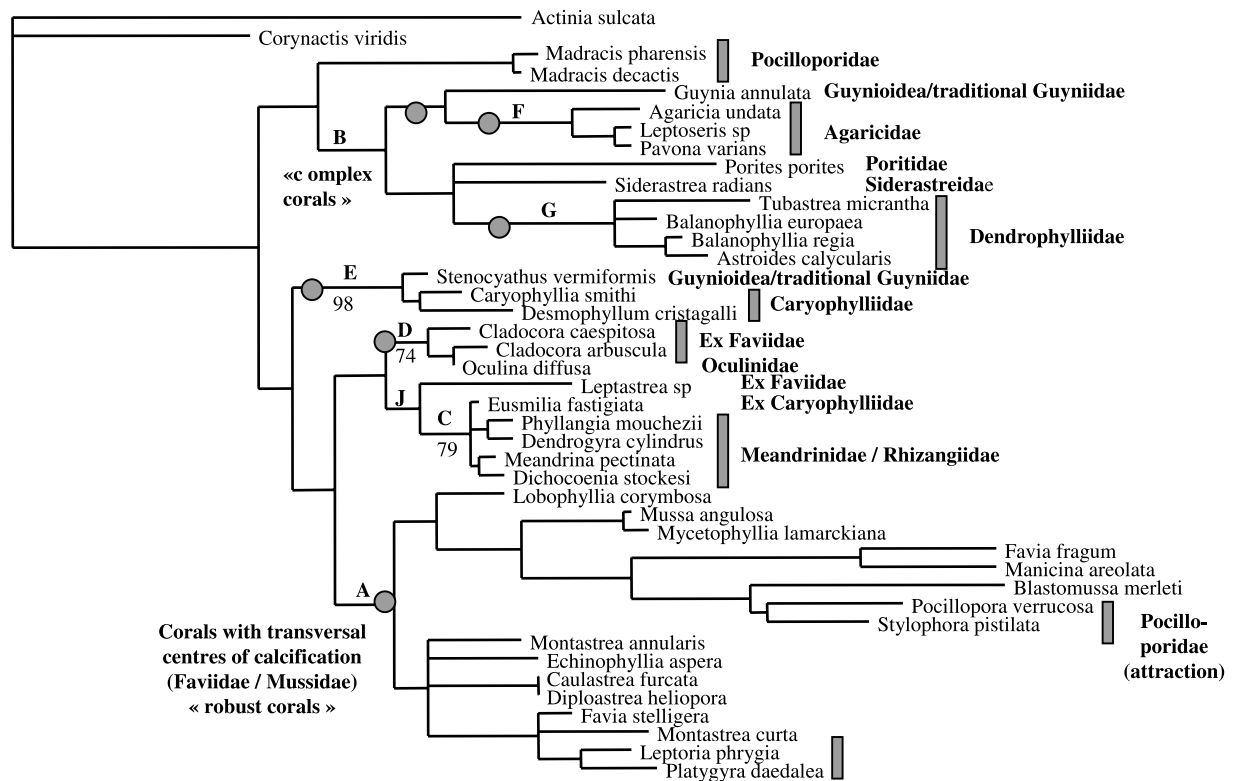 Actinia sulcata
Corynactis viridis
Madracis pharensis
Pocilloporidae
Madracis decactis
Guynia annulata Guynioidea/traditional Guyniidae
F Agaricia undata
Leptoseris sp Agaricidae
B Pavona varians
Porites porites Poritidae
«c omplex Siderastrea radians Siderastreidae
corals » Tubastrea micrantha
G Balanophyllia europaea
Balanophyllia regia Dendrophylliidae
Astroides calycularis
E Stenocyathus vermiformis Guynioidea/traditional Guyniidae
98 Caryophyllia smithi Caryophylliidae
Desmophyllum cristagalli
D Cladocora caespitosa Ex Faviidae
74 Cladocora arbuscula
Oculina diffusa Oculinidae
Leptastrea sp Ex Faviidae
J Eusmilia fastigiata Ex Caryophylliidae
C Phyllangia mouchezii
79 Dendrogyra cylindrus
Meandrina pectinata Meandrinidae / Rhizangiidae
Dichocoenia stockesi
Lobophyllia corymbosa
Mussa angulosa
Mycetophyllia lamarckiana
Favia fragum
Manicina areolata
A Blastomussa merleti
Pocillopora verrucosa
Stylophora pistilata
Pocillo-
poridae
(attraction)
Corals with transversal
centres of calcification
(Faviidae / Mussidae)
« robust corals »
Montastrea annularis
Echinophyllia aspera
Caulastrea furcata
Diploastrea heliopora
Favia stelligera
Montastrea curta
Leptoria phrygia
Platygyra daedalea